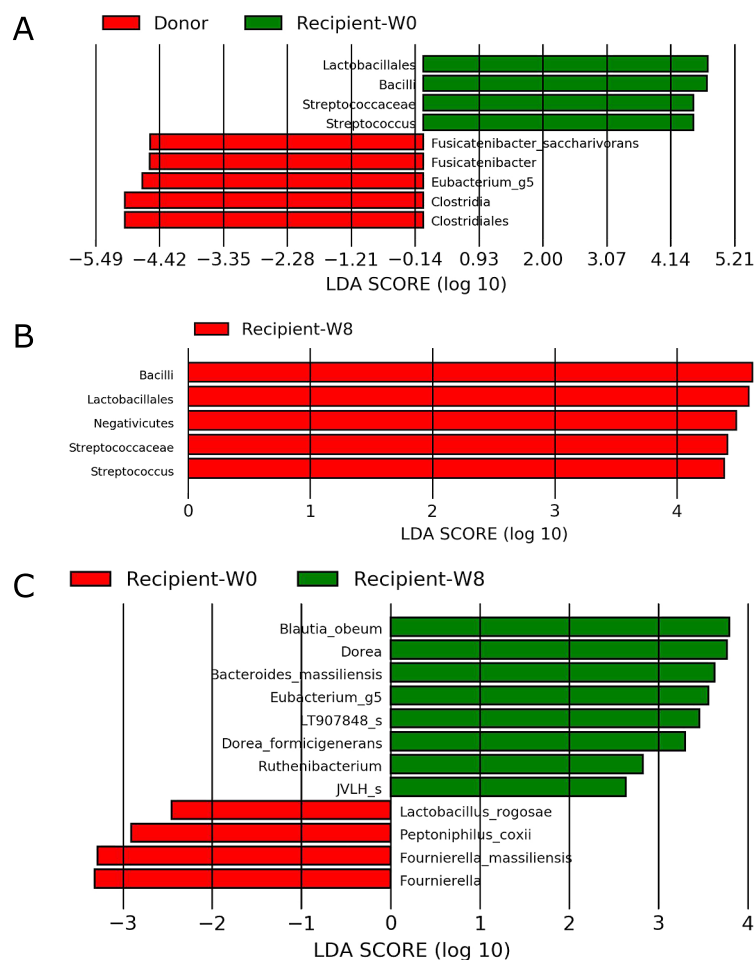 A
Donor Recipient-W0
Lactobacillales
Bacilli
Streptococcaceae
Streptococcus
Fusicatenibacter_saccharivorans
Fusicatenibacter
Eubacterium_g5
Clostridia
Clostridiales
−5.49 −4.42 −3.35 −2.28 −1.21 −0.14 0.93 2.00 3.07 4.14 5.21
LDA SCORE (log 10)
B
Recipient-W8
Bacilli
Lactobacillales
Negativicutes
Streptococcaceae
Streptococcus
0 1 2 3 4
LDA SCORE (log 10)
C
Recipient-W0 Recipient-W8
Blautia_obeum
Dorea
Bacteroides_massiliensis
Eubacterium_g5
LT907848_s
Dorea_formicigenerans
Ruthenibacterium
JVLH_s
Lactobacillus_rogosae
Peptoniphilus_coxii
Fournierella_massiliensis
Fournierella
−3 −2 −1 0 1 2 3 4
LDA SCORE (log 10)